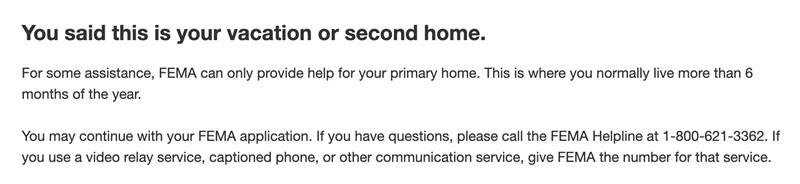 You said this is your vacation or second home.
For some assistance, FEMA can only provide help for your primary home. This is where you normally live more than 6
months of the year.
You may continue with your FEMA application. If you have questions, please call the FEMA Helpline at 1-800-621-3362. If
you use a video relay service, captioned phone, or other communication service, give FEMA the number for that service.